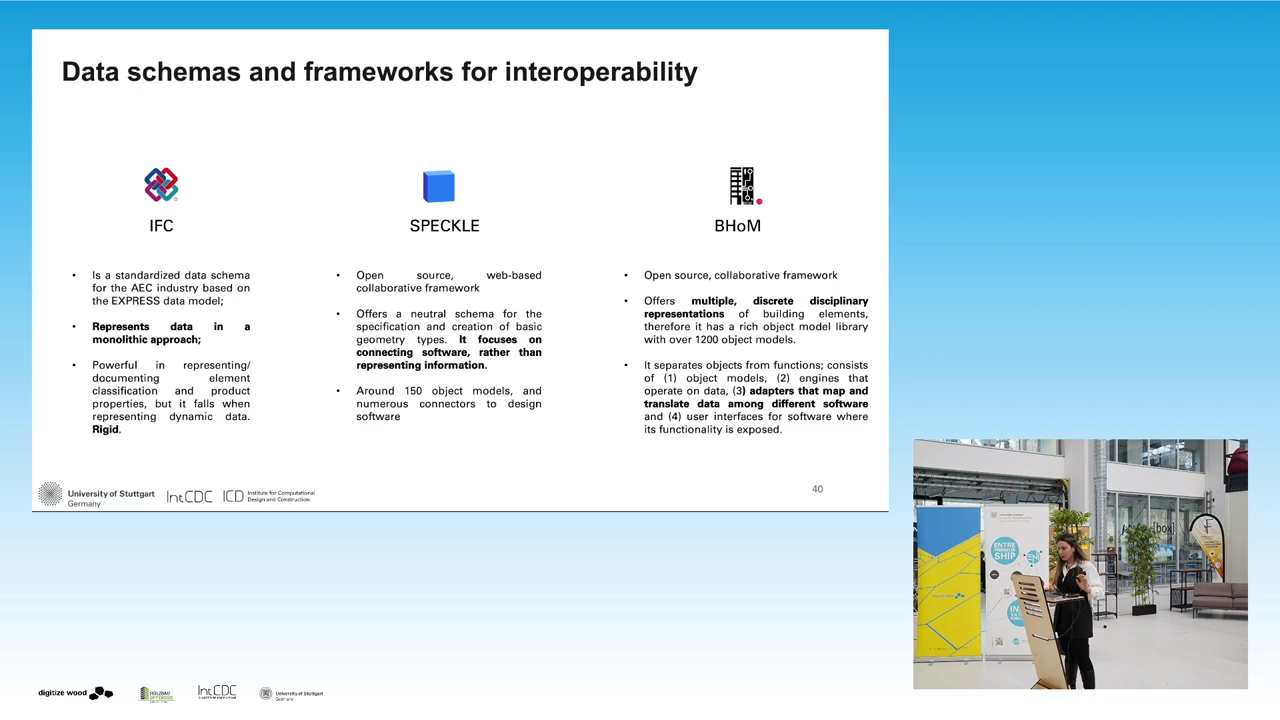 Data schemas and frameworks for interoperability
IFC
• Is a standardized data schema
for the AEC industry based on
the EXPRESS data model;
• Represents data in a
monolithic approach;
• Powerful in representing/
documenting element
classification and product
properties, but it falls when
representing dynamic data.
Rigid.
SPECKLE
• Open source, web-based
collaborative framework
• Offers a neutral schema for the
specification and creation of basic
geometry types. It focuses on
connecting software, rather than
representing information.
• Around 150 object models, and
numerous connectors to design
software
BHoM
• Open source, collaborative framework
• Offers multiple, discrete disciplinary
representations of building elements,
therefore it has a rich object model library
with over 1200 object models.
• It separates objects from functions; consists
of (1) object models, (2) engines that
operate on data, (3) adapters that map and
translate data among different software
and (4) user interfaces for software where
its functionality is exposed.
University of Stuttgart
Germany
IntCDC
ICD
Institute for Computational
Design and Construction
40
ENTRE
PRENEUR
SHIP
[box]
digitize wood
HOLZBAU
OFFENSIVE
IntCDC
University of Stuttgart
Germany